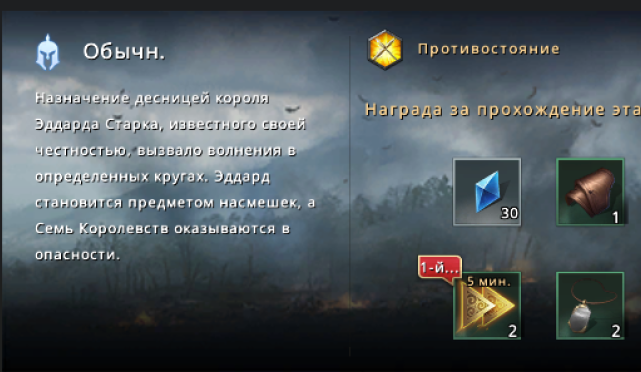 Обычн.
Назначение десницей короля
Эддарда Старка, известного своей
честностью, вызвало волнения в
определенных кругах. Эддард
становится предметом насмешек, а
Семь Королевств оказываются в
опасности.
Противостояние
Награда за прохождение эта
30
1
1-й...
5 мин.
2
2